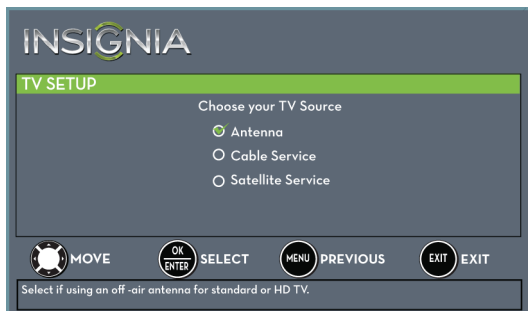 INSIGNIA
TV SETUP
Choose your TV Source
Antenna
Cable Service
Satellite Service
MOVE OK ENTER SELECT MENU PREVIOUS EXIT EXIT
Select if using an off -air antenna for standard or HD TV.